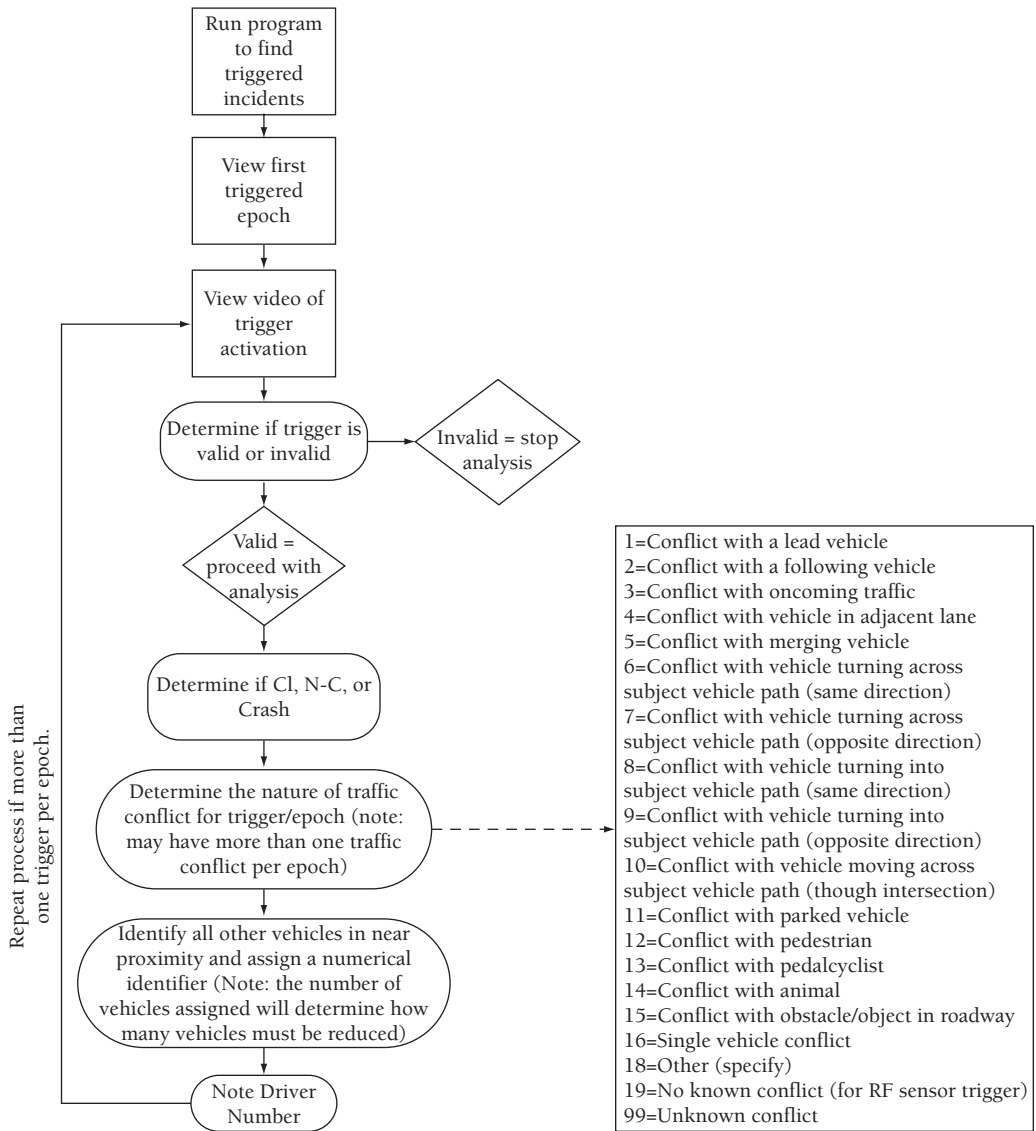 Run program
to find
triggered
incidents
View first
triggered
epoch
View video of
trigger
activation
Determine if trigger is
valid or invalid
Invalid = stop
analysis
Valid =
proceed with
analysis
Determine if Cl, N-C, or
Crash
Determine the nature of traffic
conflict for trigger/epoch (note:
may have more than one traffic
conflict per epoch)
Identify all other vehicles in near
proximity and assign a numerical
identifier (Note: the number of
vehicles assigned will determine how
many vehicles must be reduced)
Note Driver
Number
Repeat process if more than
one trigger per epoch.
1=Conflict with a lead vehicle
2=Conflict with a following vehicle
3=Conflict with oncoming traffic
4=Conflict with vehicle in adjacent lane
5=Conflict with merging vehicle
6=Conflict with vehicle turning across
subject vehicle path (same direction)
7=Conflict with vehicle turning across
subject vehicle path (opposite direction)
8=Conflict with vehicle turning into
subject vehicle path (same direction)
9=Conflict with vehicle turning into
subject vehicle path (opposite direction)
10=Conflict with vehicle moving across
subject vehicle path (though intersection)
11=Conflict with parked vehicle
12=Conflict with pedestrian
13=Conflict with pedalcyclist
14=Conflict with animal
15=Conflict with obstacle/object in roadway
16=Single vehicle conflict
18=Other (specify)
19=No known conflict (for RF sensor trigger)
99=Unknown conflict